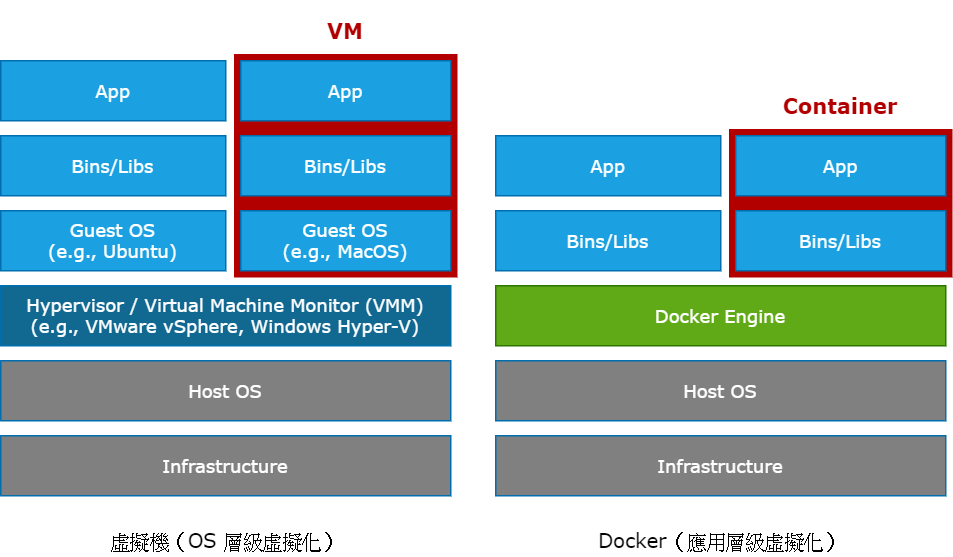 VM
App
App
Bins/Libs
Bins/Libs
Guest OS
(e.g., Ubuntu)
Guest OS
(e.g., MacOS)
Hypervisor / Virtual Machine Monitor (VMM)
(e.g., VMware vSphere, Windows Hyper-V)
Host OS
Infrastructure
虛擬機（OS 層級虛擬化）
Container
App
App
Bins/Libs
Bins/Libs
Docker Engine
Host OS
Infrastructure
Docker（應用層級虛擬化）